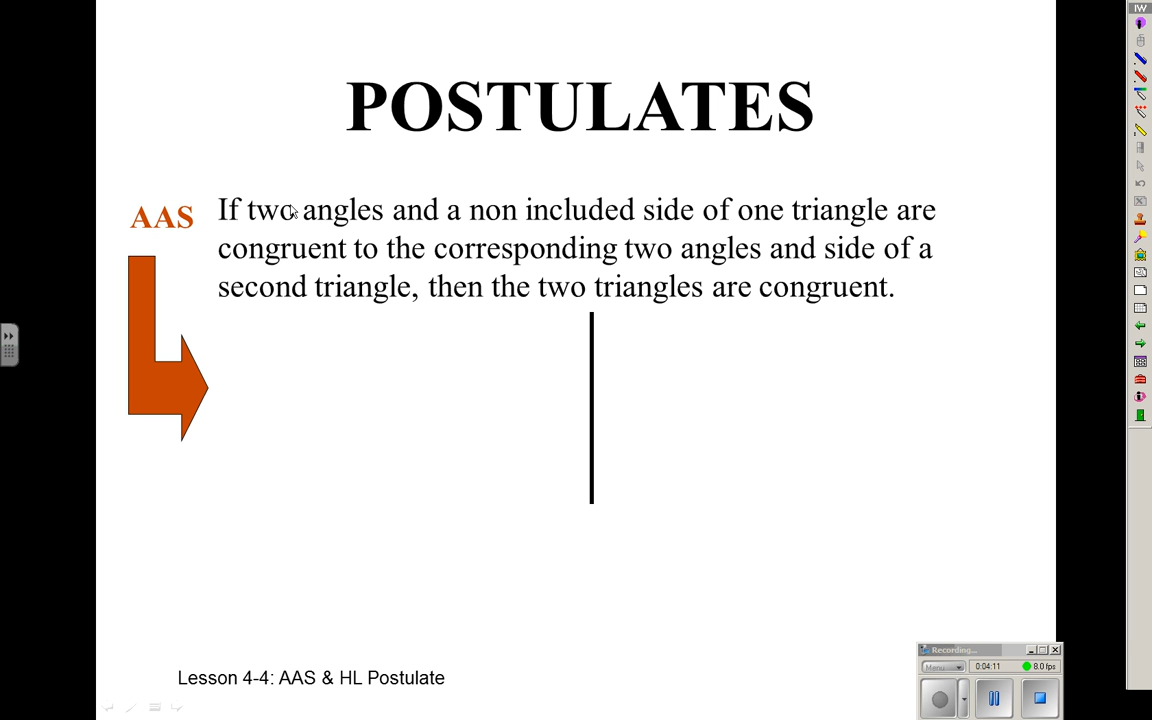 IW
POSTULATES
AAS
If two angles and a non included side of one triangle are
congruent to the corresponding two angles and side of a
second triangle, then the two triangles are congruent.
Lesson 4-4: AAS & HL Postulate
Recording...
Menu
0:04:11
8.0 fps